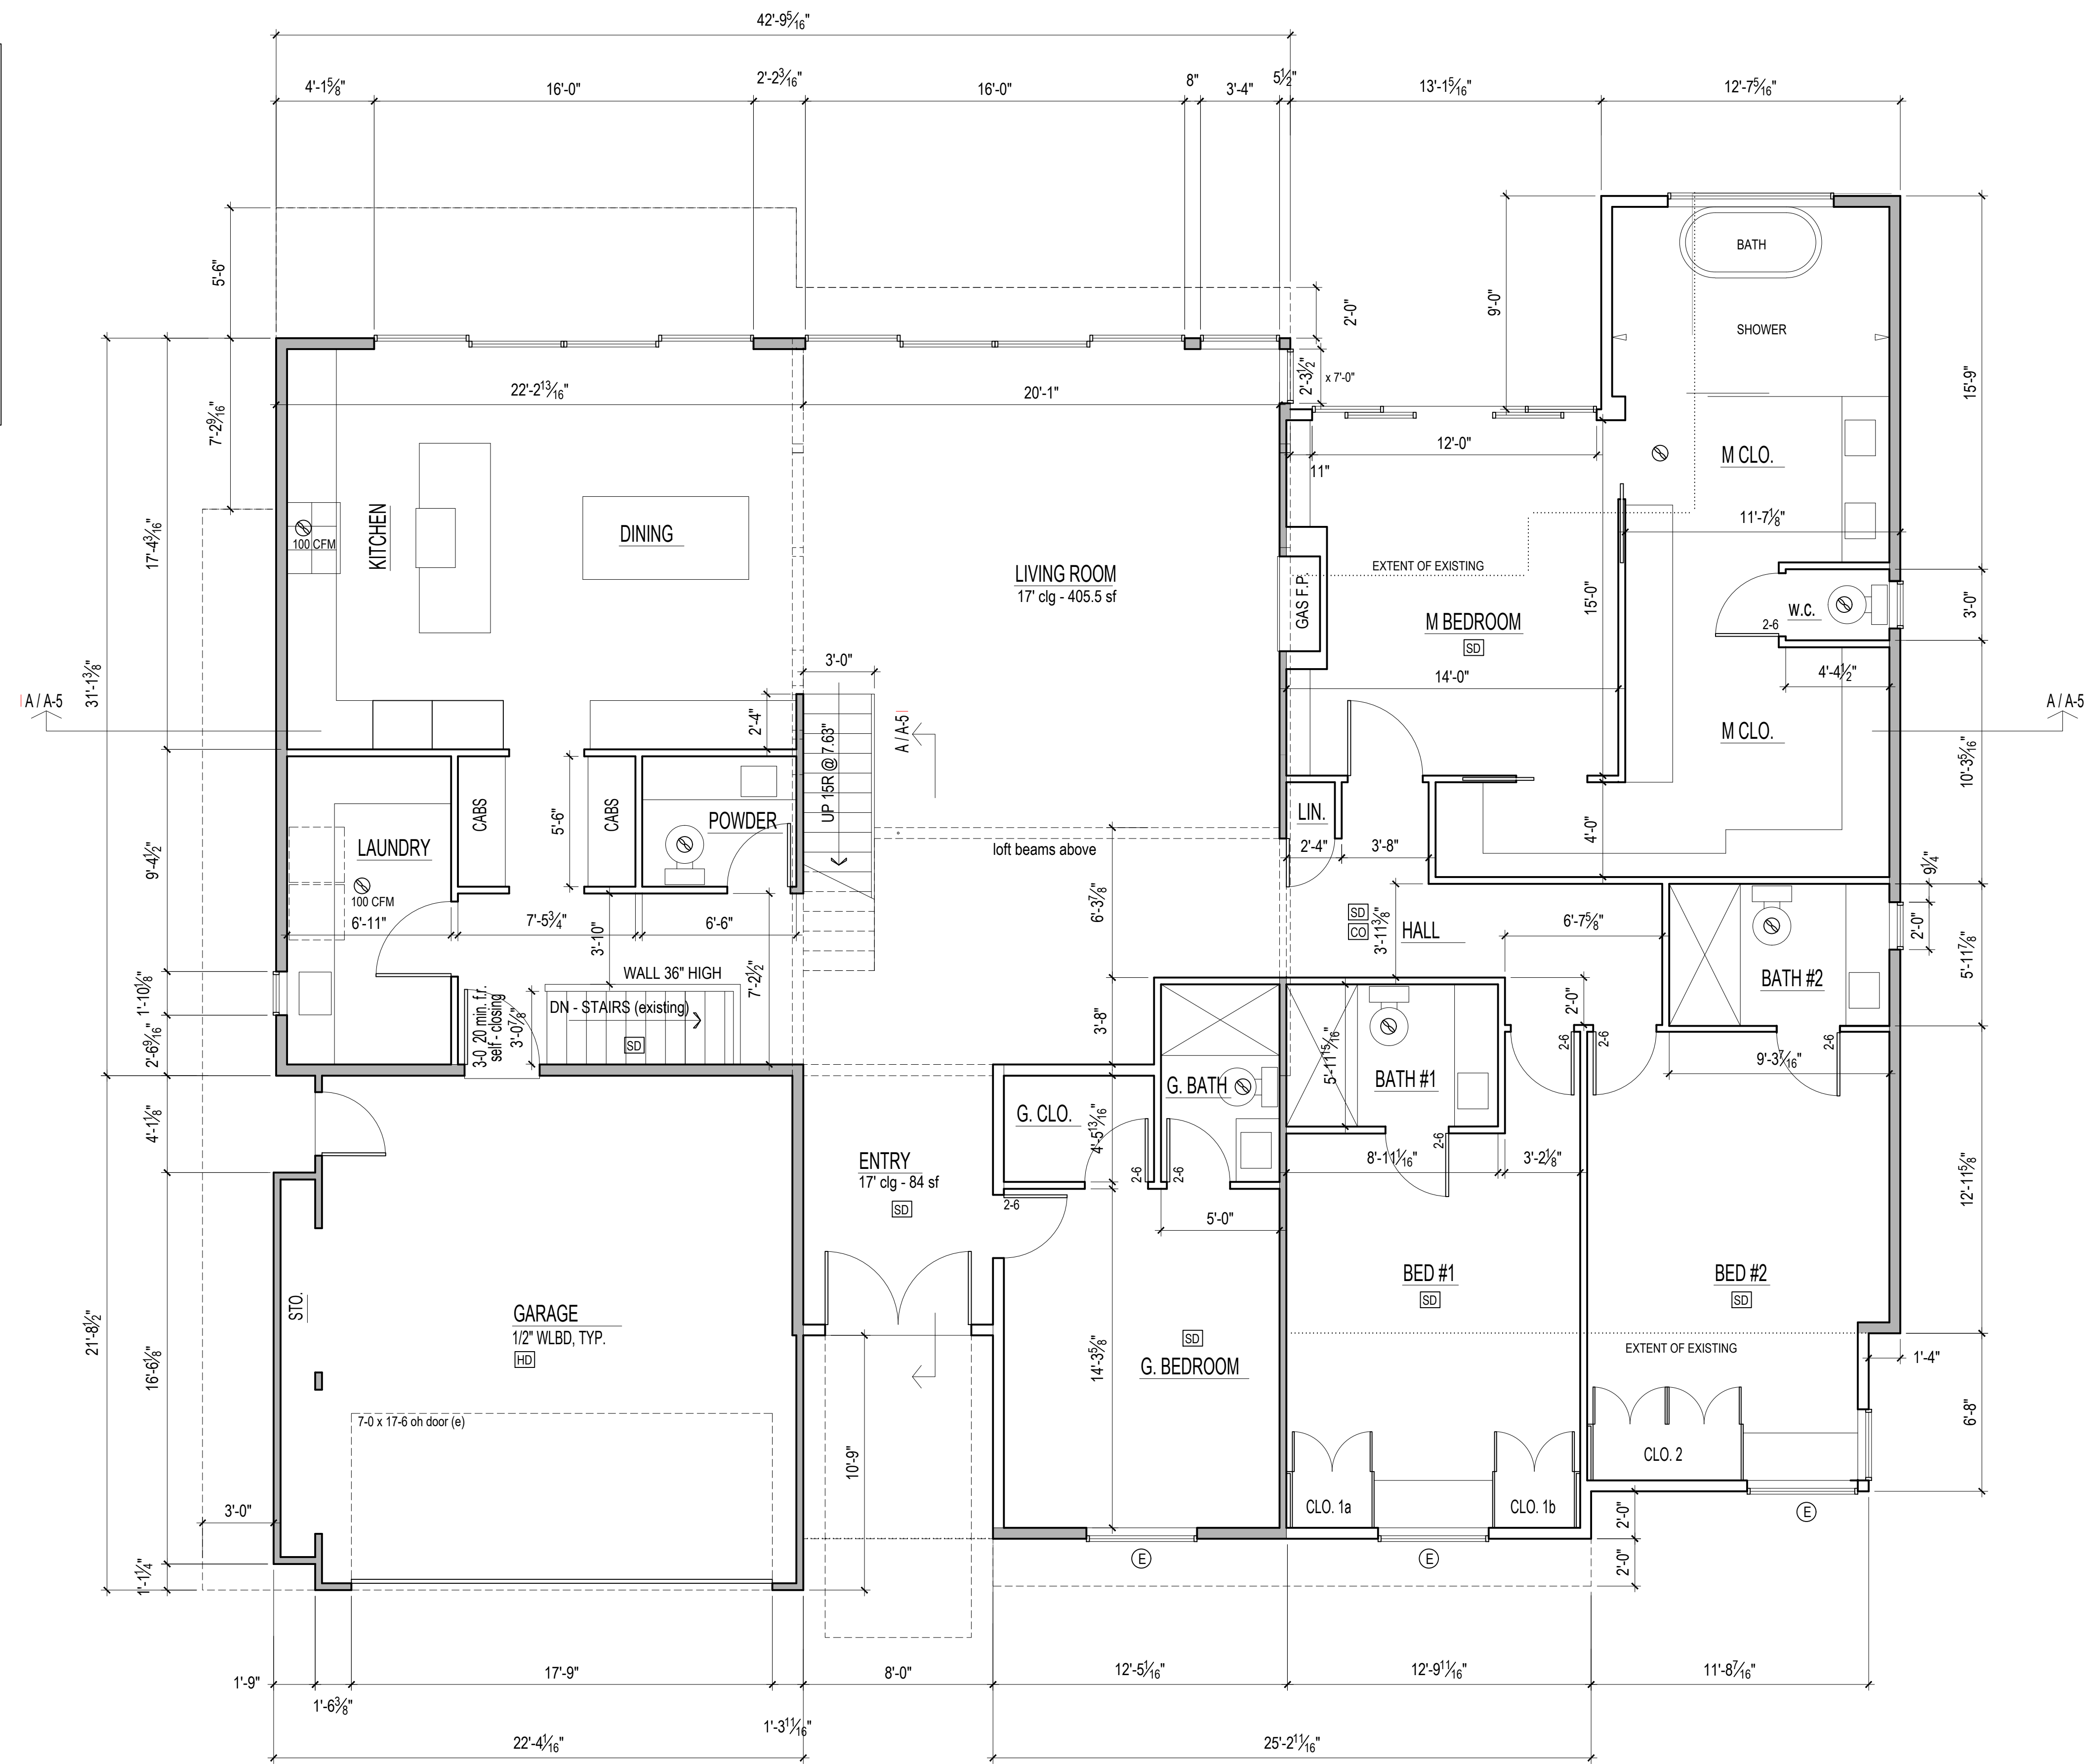 42'-9 5/16"
4'-1 5/8"
16'-0"
2'-2 3/16"
16'-0"
8"
3'-4"
5 1/2"
13'-1 5/16"
12'-7 5/16"
5'-6"
2'-0"
9'-0"
BATH
SHOWER
2'-3 1/2"
x 7'-0"
15'-9"
7'-2 9/16"
22'-2 13/16"
20'-1"
12'-0"
11"
M CLO.
11'-7 1/8"
KITCHEN
100 CFM
DINING
17'-4 3/16"
LIVING ROOM
17' clg - 405.5 sf
EXTENT OF EXISTING
GAS F.P.
15'-0"
M BEDROOM
SD
14'-0"
W.C.
2-6
3'-0"
4'-4 1/2"
31'-1 3/8"
3'-0"
2'-4"
A / A-5
A / A-5
A / A-5
UP 15R @ 7.63"
M CLO.
10'-3 5/16"
LAUNDRY
CABS
5'-6"
CABS
POWDER
LIN.
4'-0"
9'-4 1/2"
loft beams above
2'-4"
3'-8"
9 1/4"
100 CFM
6'-11"
7'-5 3/4"
3'-10"
6'-6"
6'-3 7/8"
SD
CO
3'-11 3/8"
HALL
6'-7 5/8"
2'-0"
5'-11 7/8"
WALL 36" HIGH
7'-2 1/2"
BATH #2
1'-10 1/8"
2'-6 9/16"
3-0 20 min. f.r.
self - closing
3'-0 7/8"
DN - STAIRS (existing)
SD
3'-8"
2'-0"
5'-11 15/16"
BATH #1
2-6
2-6
2-6
9'-3 7/16"
G. BATH
G. CLO.
4'-5 13/16"
4'-1 1/8"
ENTRY
17' clg - 84 sf
SD
2-6
2-6
2-6
5'-0"
8'-11 1/16"
2-6
3'-2 1/8"
12'-11 5/8"
BED #1
SD
BED #2
SD
STO.
GARAGE
1/2" WLBD, TYP.
HD
21'-8 1/2"
16'-6 1/8"
14'-3 5/8"
SD
G. BEDROOM
EXTENT OF EXISTING
1'-4"
6'-8"
7-0 x 17-6 oh door (e)
10'-9"
CLO. 1a
CLO. 1b
CLO. 2
E
E
E
2'-0"
2'-0"
3'-0"
1'-1 1/4"
1'-9"
1'-6 3/8"
17'-9"
1'-3 11/16"
8'-0"
12'-5 1/16"
12'-9 11/16"
11'-8 7/16"
22'-4 1/16"
25'-2 11/16"